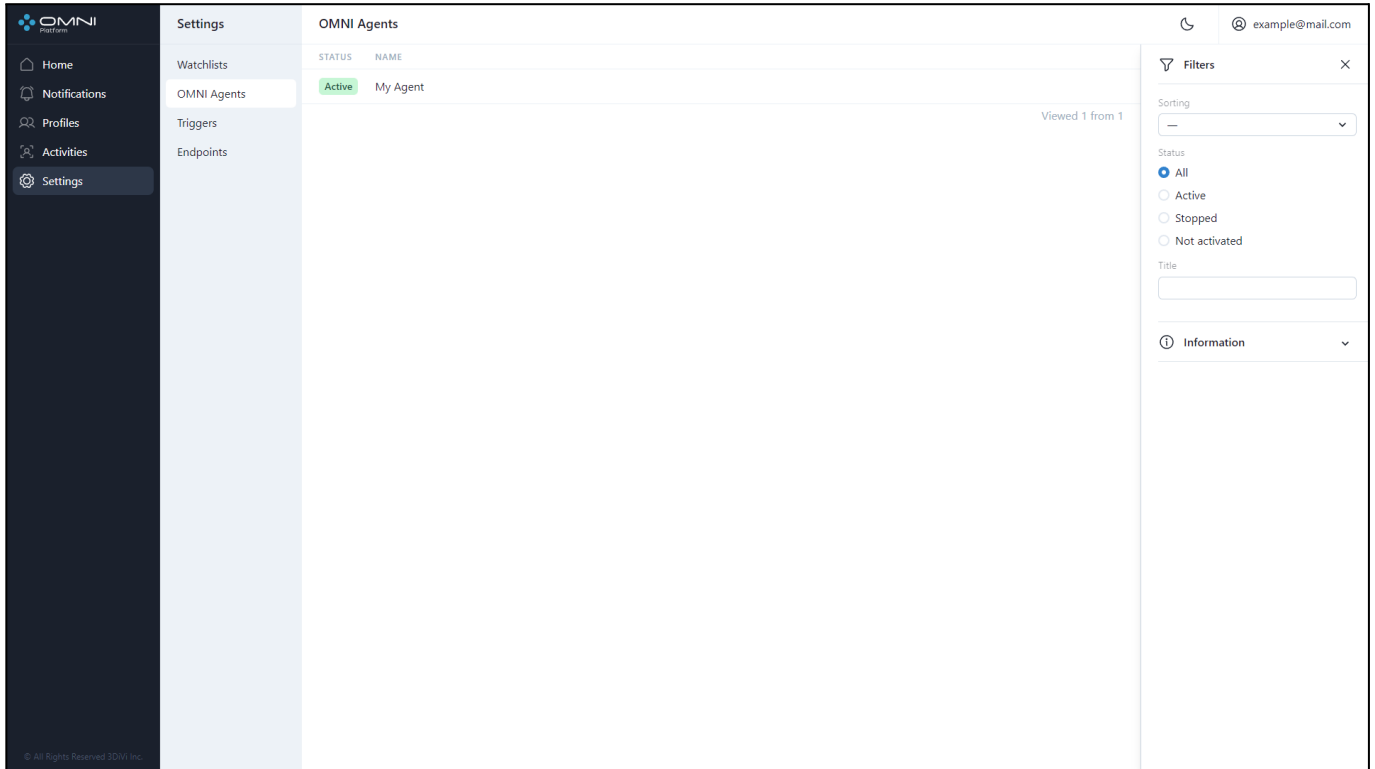 OMNI
Platform
Home
Notifications
Profiles
Activities
Settings
© All Rights Reserved 3DiVi Inc.
Settings
Watchlists
OMNI Agents
Triggers
Endpoints
OMNI Agents
example@mail.com
STATUS NAME
Active My Agent
Viewed 1 from 1
Filters
Sorting
—
Status
All
Active
Stopped
Not activated
Title
Information